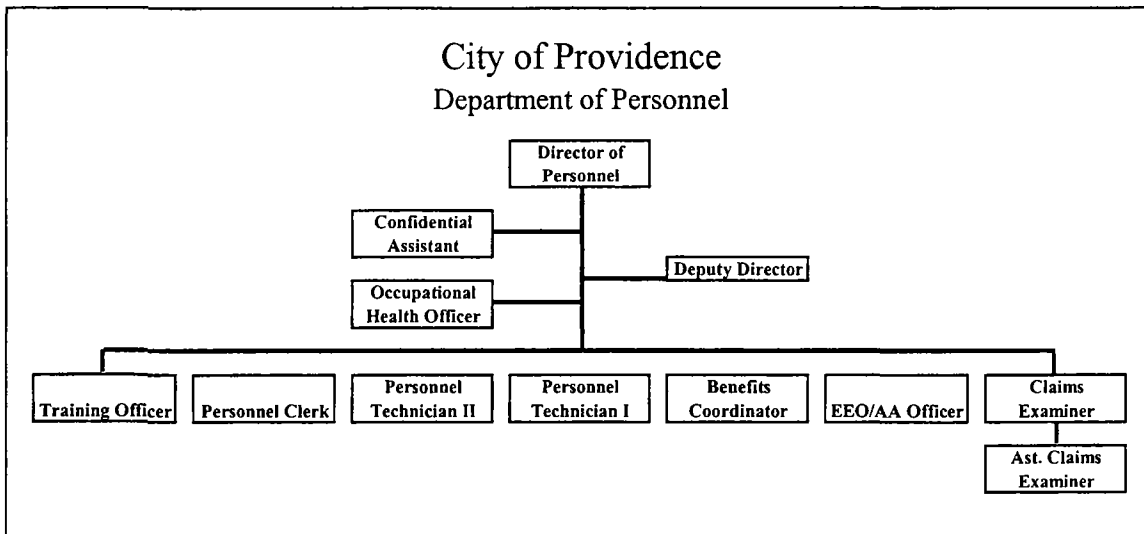 City of Providence
Department of Personnel
Director of
Personnel
Confidential
Assistant
Deputy Director
Occupational
Health Officer
Training Officer
Personnel Clerk
Personnel
Technician II
Personnel
Technician I
Benefits
Coordinator
EEO/AA Officer
Claims
Examiner
Ast. Claims
Examiner